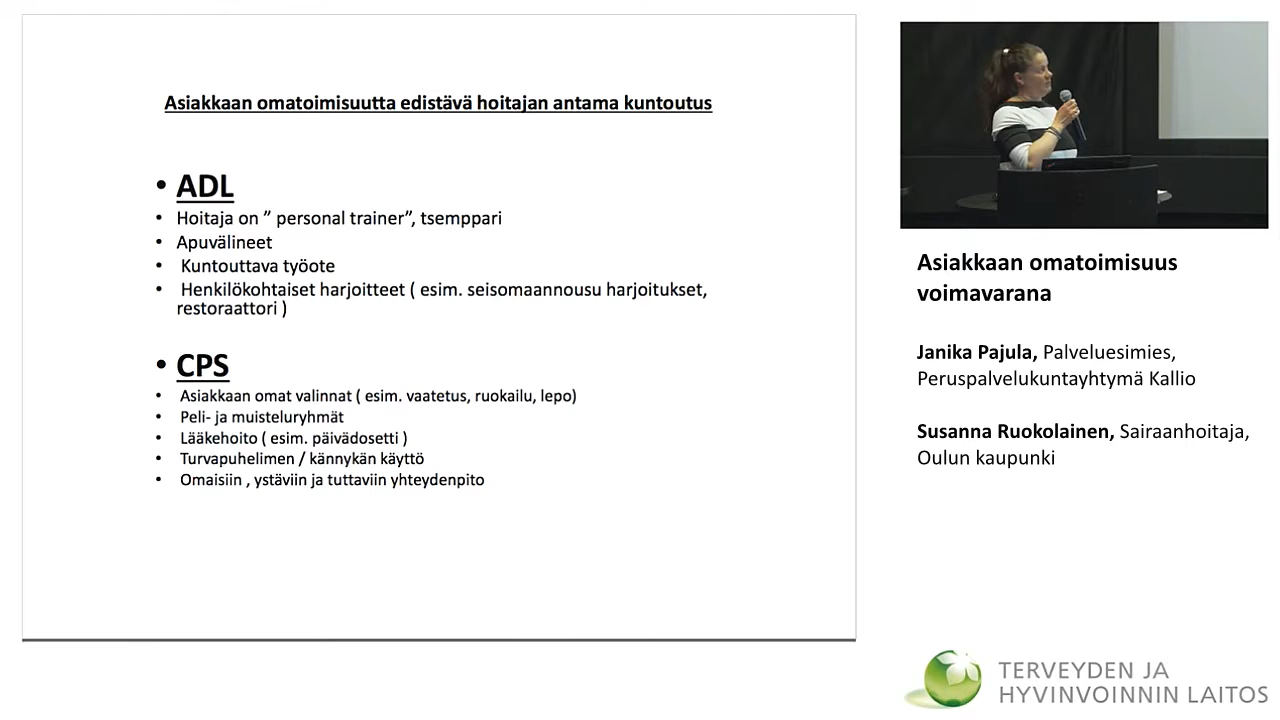 Asiakkaan omatoimisuutta edistävä hoitajan antama kuntoutus
• ADL
• Hoitaja on ” personal trainer”, tsemppari
• Apuvälineet
• Kuntouttava työote
• Henkilökohtaiset harjoitteet ( esim. seisomaannousu harjoitukset,
restoraattori )
• CPS
• Asiakkaan omat valinnat ( esim. vaatetus, ruokailu, lepo)
• Peli- ja muisteluryhmät
• Lääkehoito ( esim. päivädosetti )
• Turvapuhelimen / kännykän käyttö
• Omaisiin , ystäviin ja tuttaviin yhteydenpito
Asiakkaan omatoimisuus
voimavarana
Janika Pajula, Palveluesimies,
Peruspalvelukuntayhtymä Kallio
Susanna Ruokolainen, Sairaanhoitaja,
Oulun kaupunki
TERVEYDEN JA
HYVINVOINNIN LAITOS